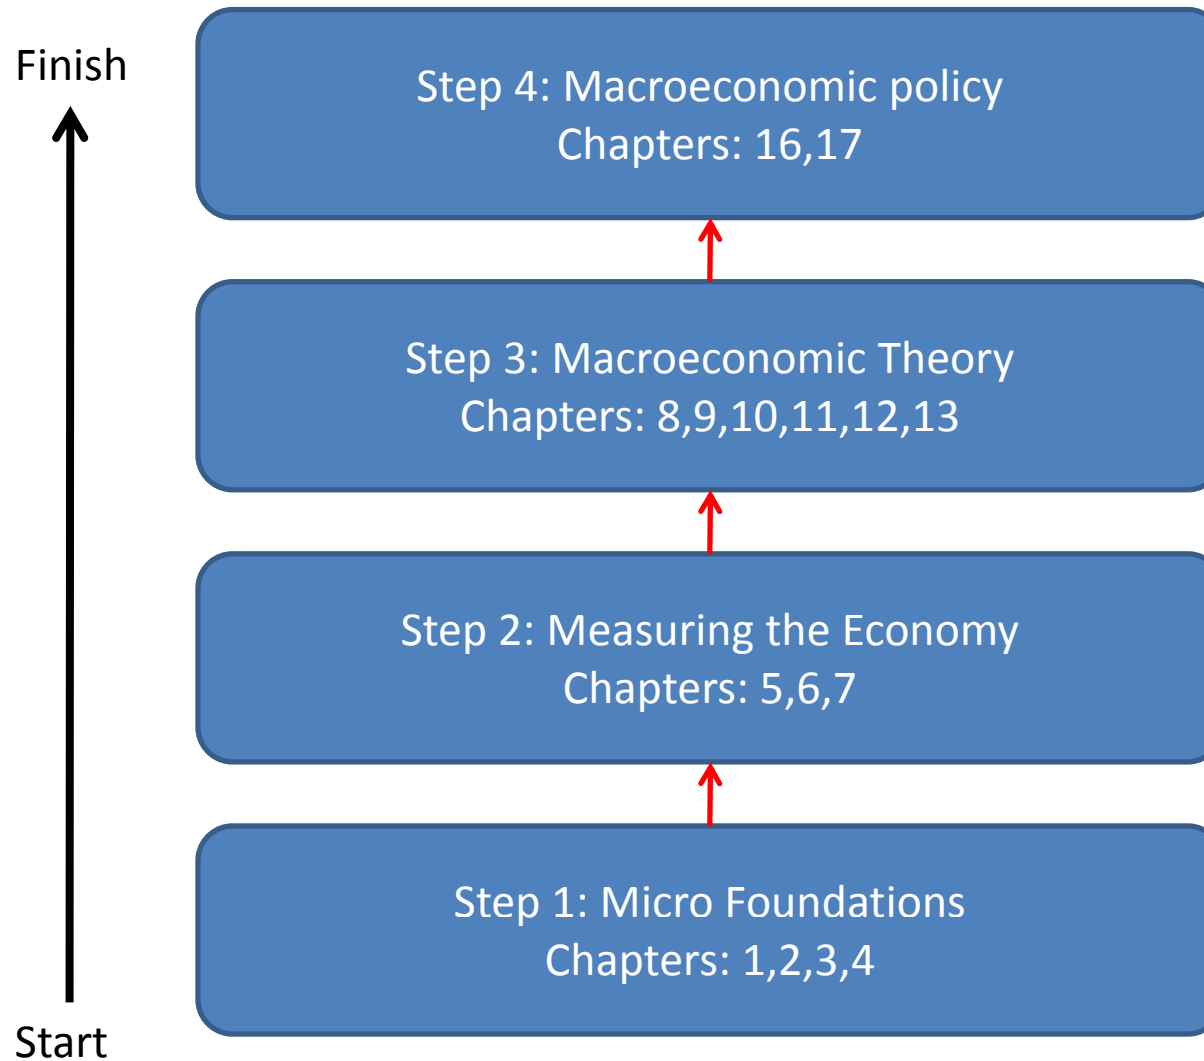 Finish
Step 4: Macroeconomic policy
Chapters: 16,17
Step 3: Macroeconomic Theory
Chapters: 8,9,10,11,12,13
Step 2: Measuring the Economy
Chapters: 5,6,7
Step 1: Micro Foundations
Chapters: 1,2,3,4
Start